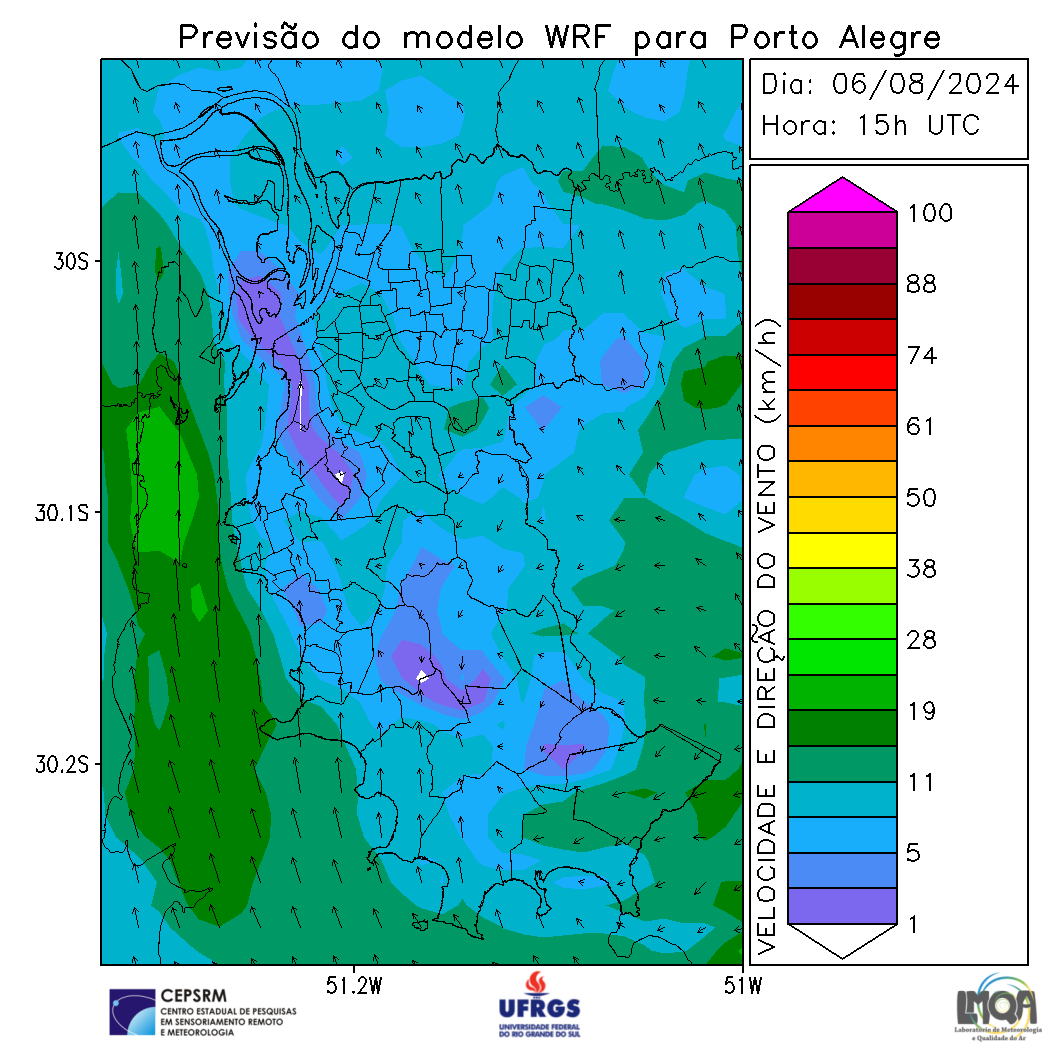 Previsão do modelo WRF para Porto Alegre
Dia: 06/08/2024
Hora: 15h UTC
30S
30.1S
30.2S
51.2W
51W
VELOCIDADE E DIREÇÃO DO VENTO (km/h)
100
88
74
61
50
38
28
19
11
5
1
CEPSRM
CENTRO ESTADUAL DE PESQUISAS
EM SENSORIAMENTO REMOTO
E METEOROLOGIA
UFRGS
UNIVERSIDADE FEDERAL
DO RIO GRANDE DO SUL
LMQA
Laboratório de Meteorologia
e Qualidade do Ar